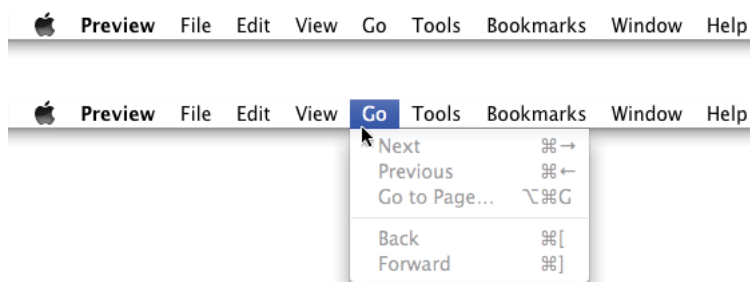 Preview File Edit View Go Tools Bookmarks Window Help
Preview File Edit View Go Tools Bookmarks Window Help
Next ⌘→
Previous ⌘←
Go to Page... ⌥⌘G
Back ⌘[
Forward ⌘]